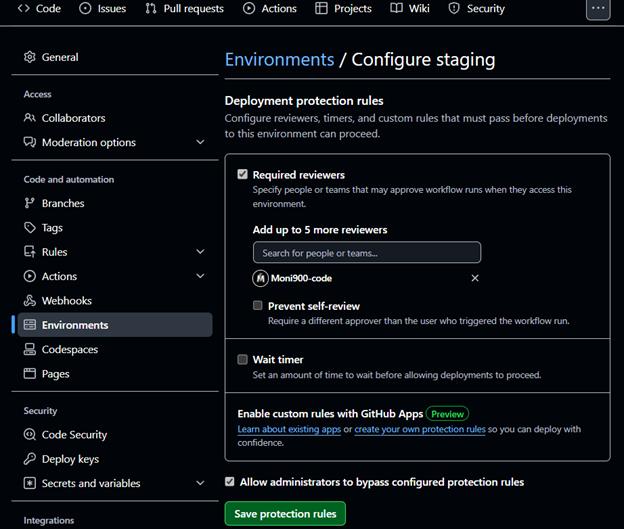 Code Issues Pull requests Actions Projects Wiki Security ...
General
Access
Collaborators
Moderation options
Code and automation
Branches
Tags
Rules
Actions
Webhooks
Environments
Codespaces
Pages
Security
Code Security
Deploy keys
Secrets and variables
Integrations
Environments / Configure staging
Deployment protection rules
Configure reviewers, timers, and custom rules that must pass before deployments
to this environment can proceed.
Required reviewers
Specify people or teams that may approve workflow runs when they access this
environment.
Add up to 5 more reviewers
Search for people or teams...
Moni900-code
Prevent self-review
Require a different approver than the user who triggered the workflow run.
Wait timer
Set an amount of time to wait before allowing deployments to proceed.
Enable custom rules with GitHub Apps Preview
Learn about existing apps or create your own protection rules so you can deploy with
confidence.
Allow administrators to bypass configured protection rules
Save protection rules